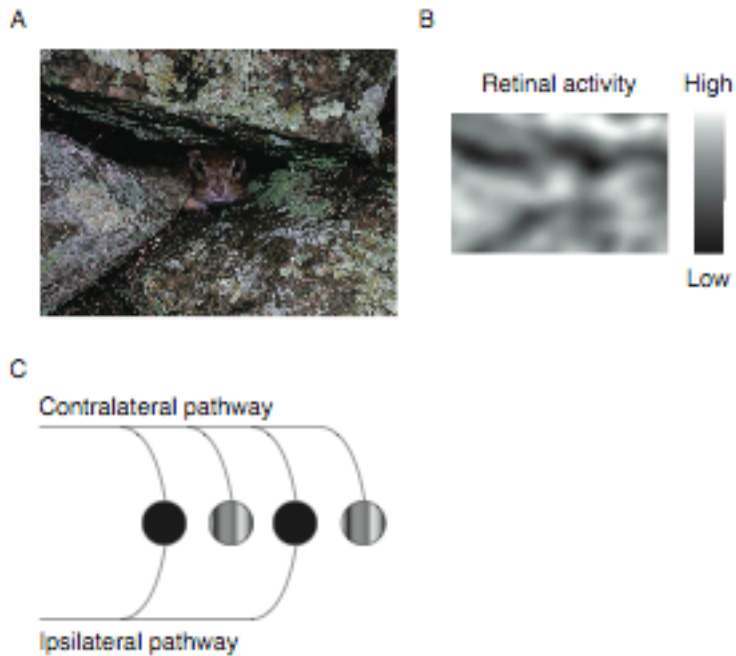 A
B
Retinal activity
High
Low
C
Contralateral pathway
Ipsilateral pathway